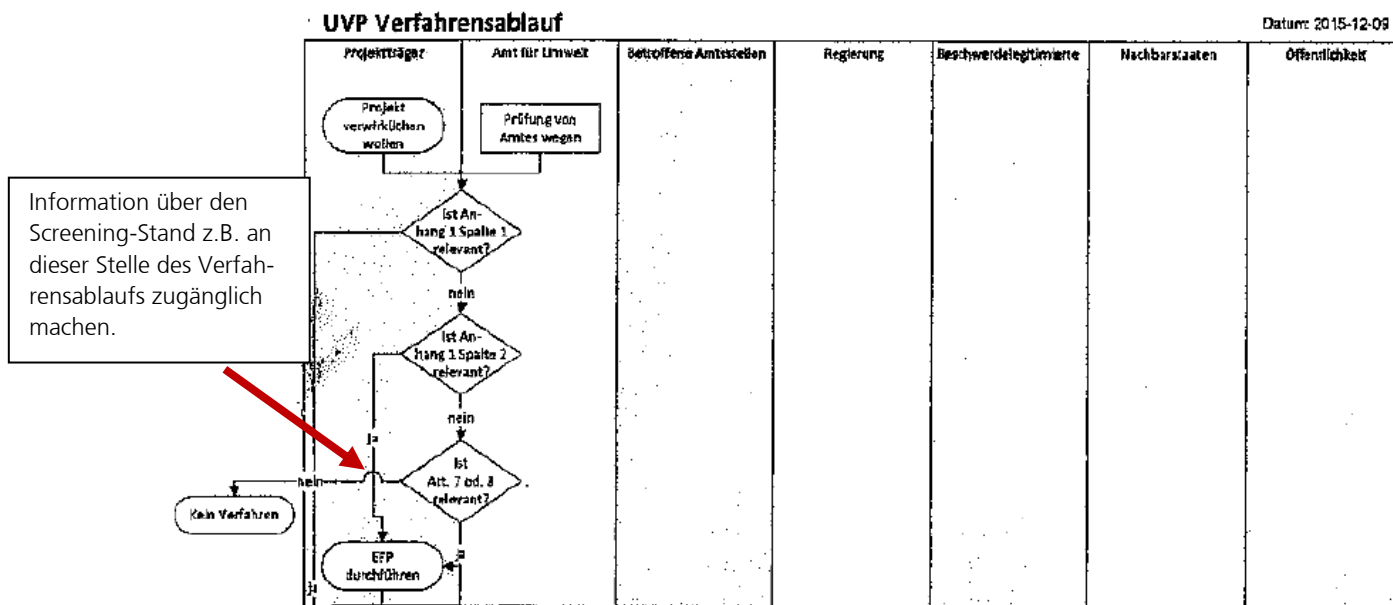 UVP Verfahrensablauf
Datum: 2015-12-09
Projektträger
Amt für Umwelt
Betroffene Amtsstellen
Regierung
Beschwerdelegitimierte
Nachbarstaaten
Öffentlichkeit
Projekt
verwirklichen
wollen
Prüfung von
Amtes wegen
Information über den
Screening-Stand z.B. an
dieser Stelle des Verfah-
rensablaufs zugänglich
machen.
Ist An-
hang 1 Spalte 1
relevant?
nein
Ist An-
hang 1 Spalte 2
relevant?
nein
ja
Ist
Art. 7 od. 8
relevant?
nein
Kein Verfahren
EFP
durchführen
ja
ja